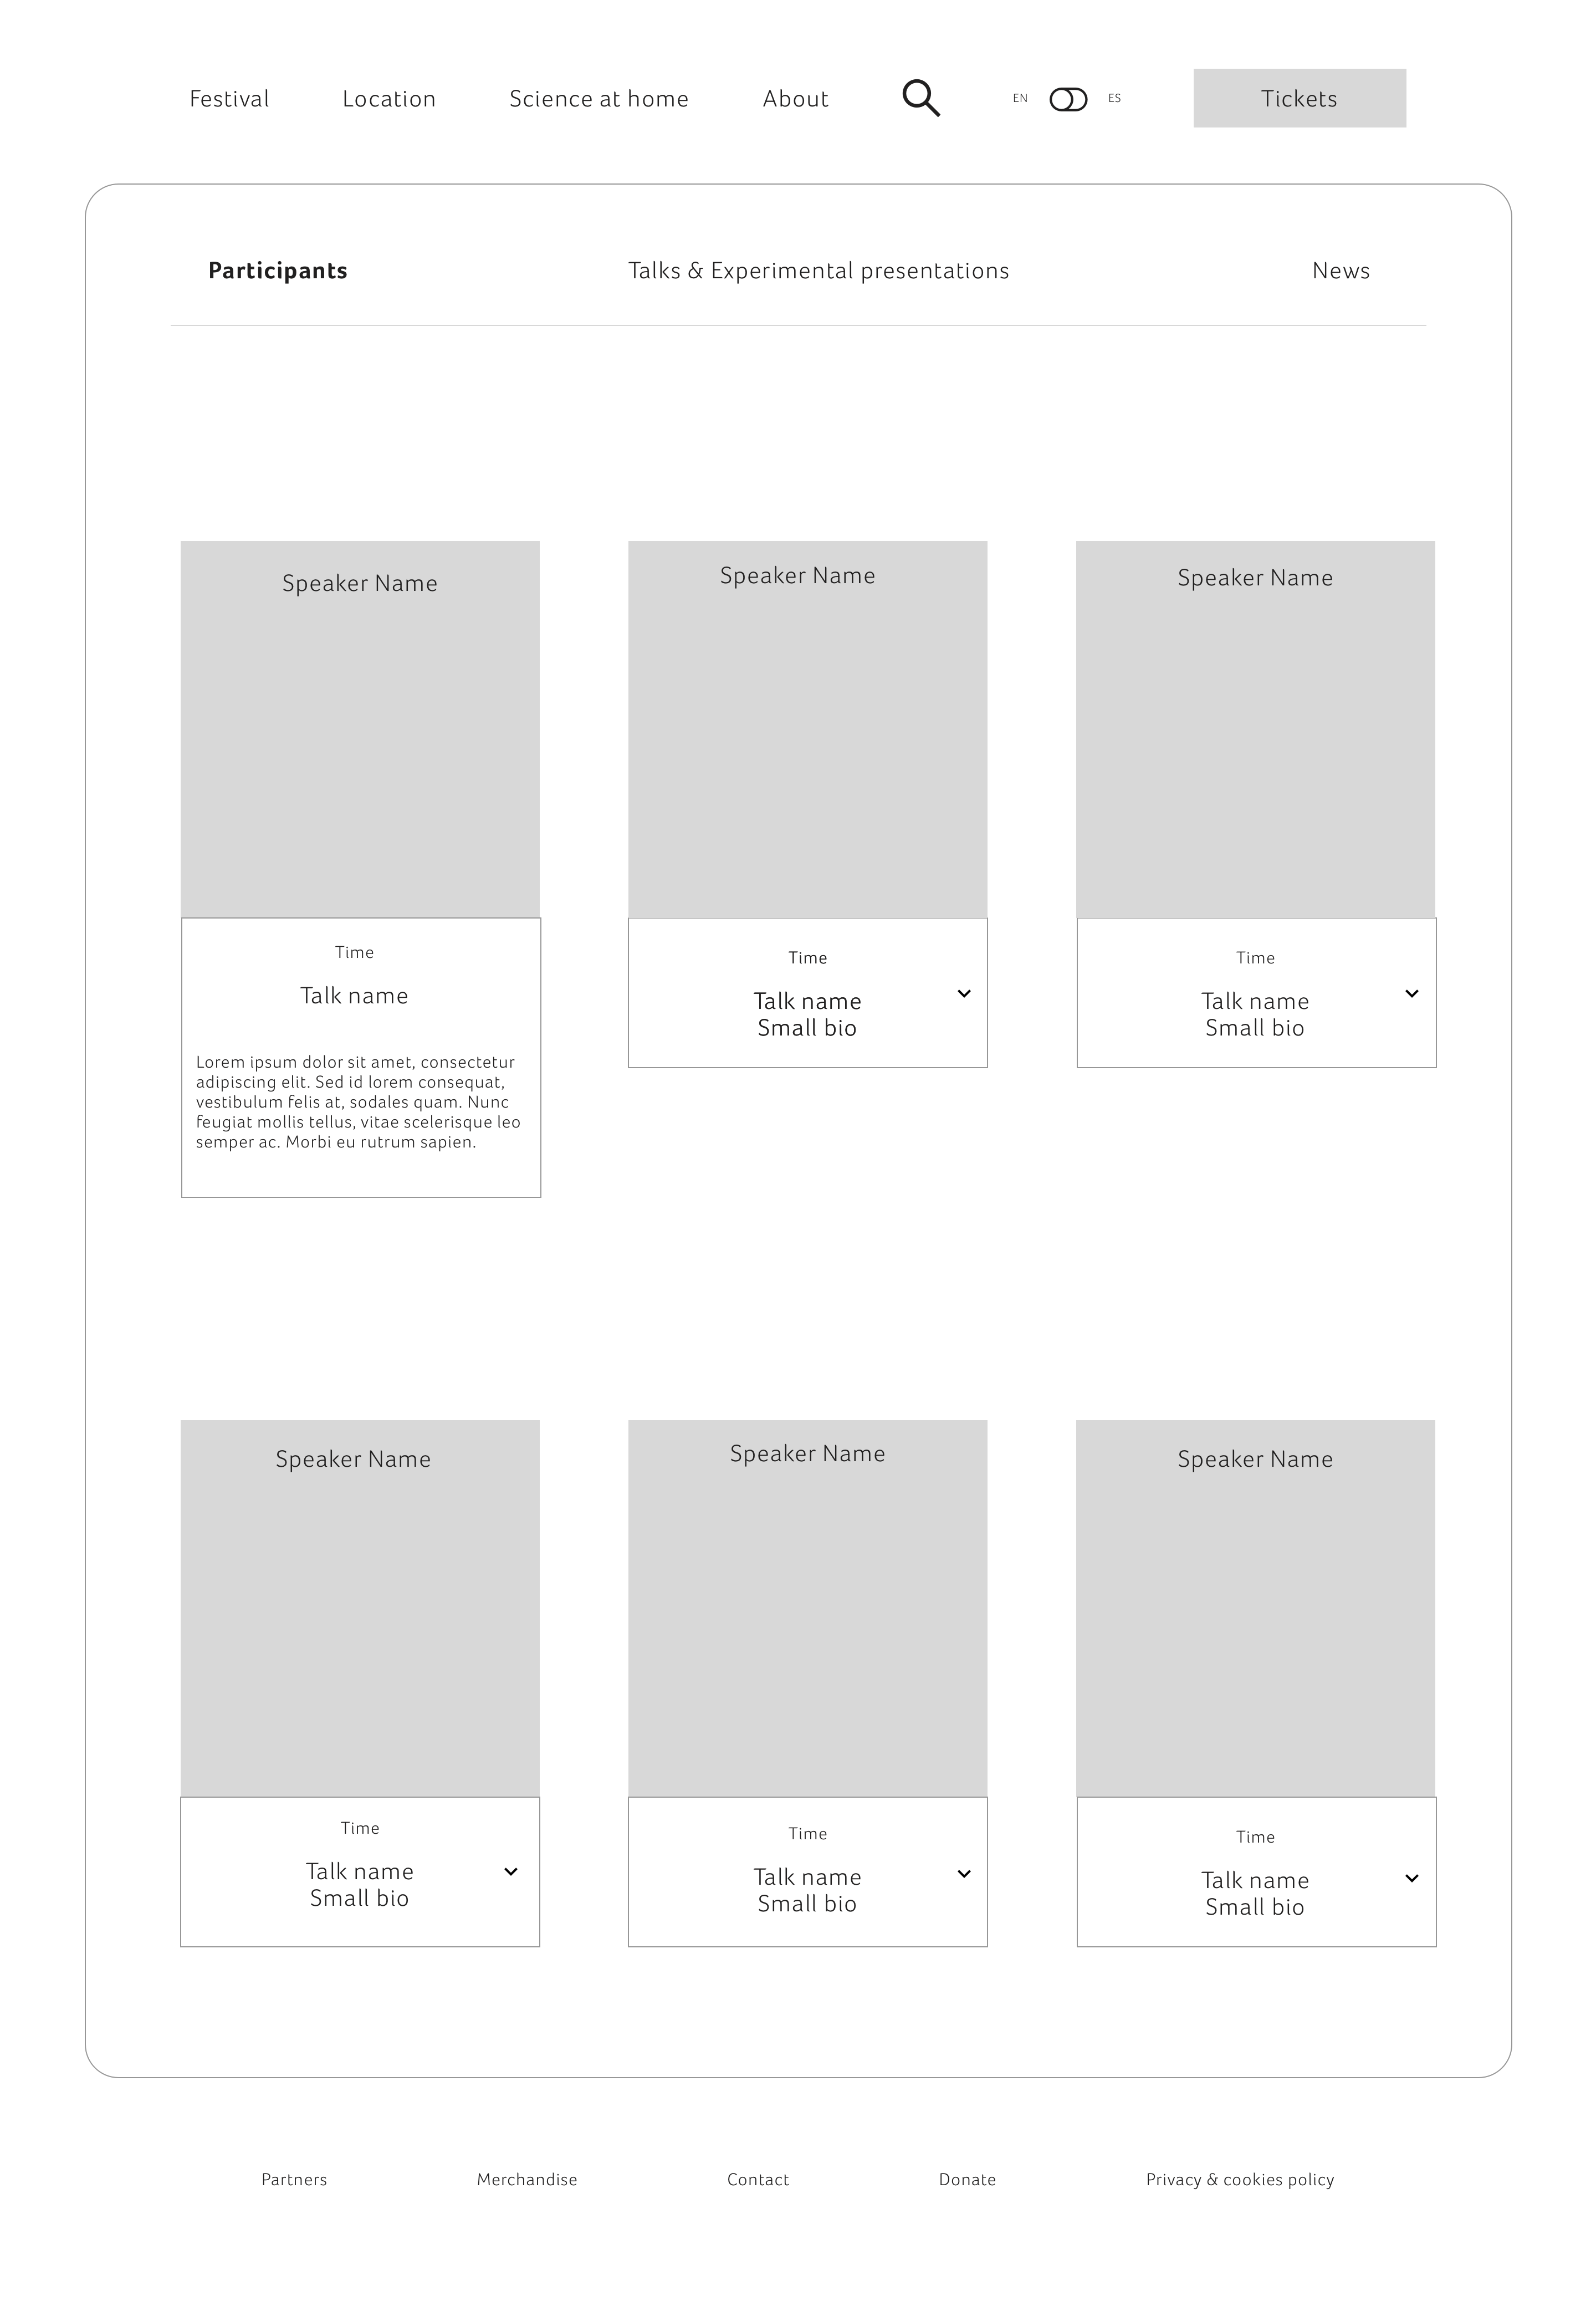 Festival
Location
Science at home
About
EN
ES
Tickets
Participants
Talks & Experimental presentations
News
Speaker Name
Speaker Name
Speaker Name
Time
Talk name
Lorem ipsum dolor sit amet, consectetur
adipiscing elit. Sed id lorem consequat,
vestibulum felis at, sodales quam. Nunc
feugiat mollis tellus, vitae scelerisque leo
semper ac. Morbi eu rutrum sapien.
Time
Talk name
Small bio
Time
Talk name
Small bio
Speaker Name
Speaker Name
Speaker Name
Time
Talk name
Small bio
Time
Talk name
Small bio
Time
Talk name
Small bio
Partners
Merchandise
Contact
Donate
Privacy & cookies policy